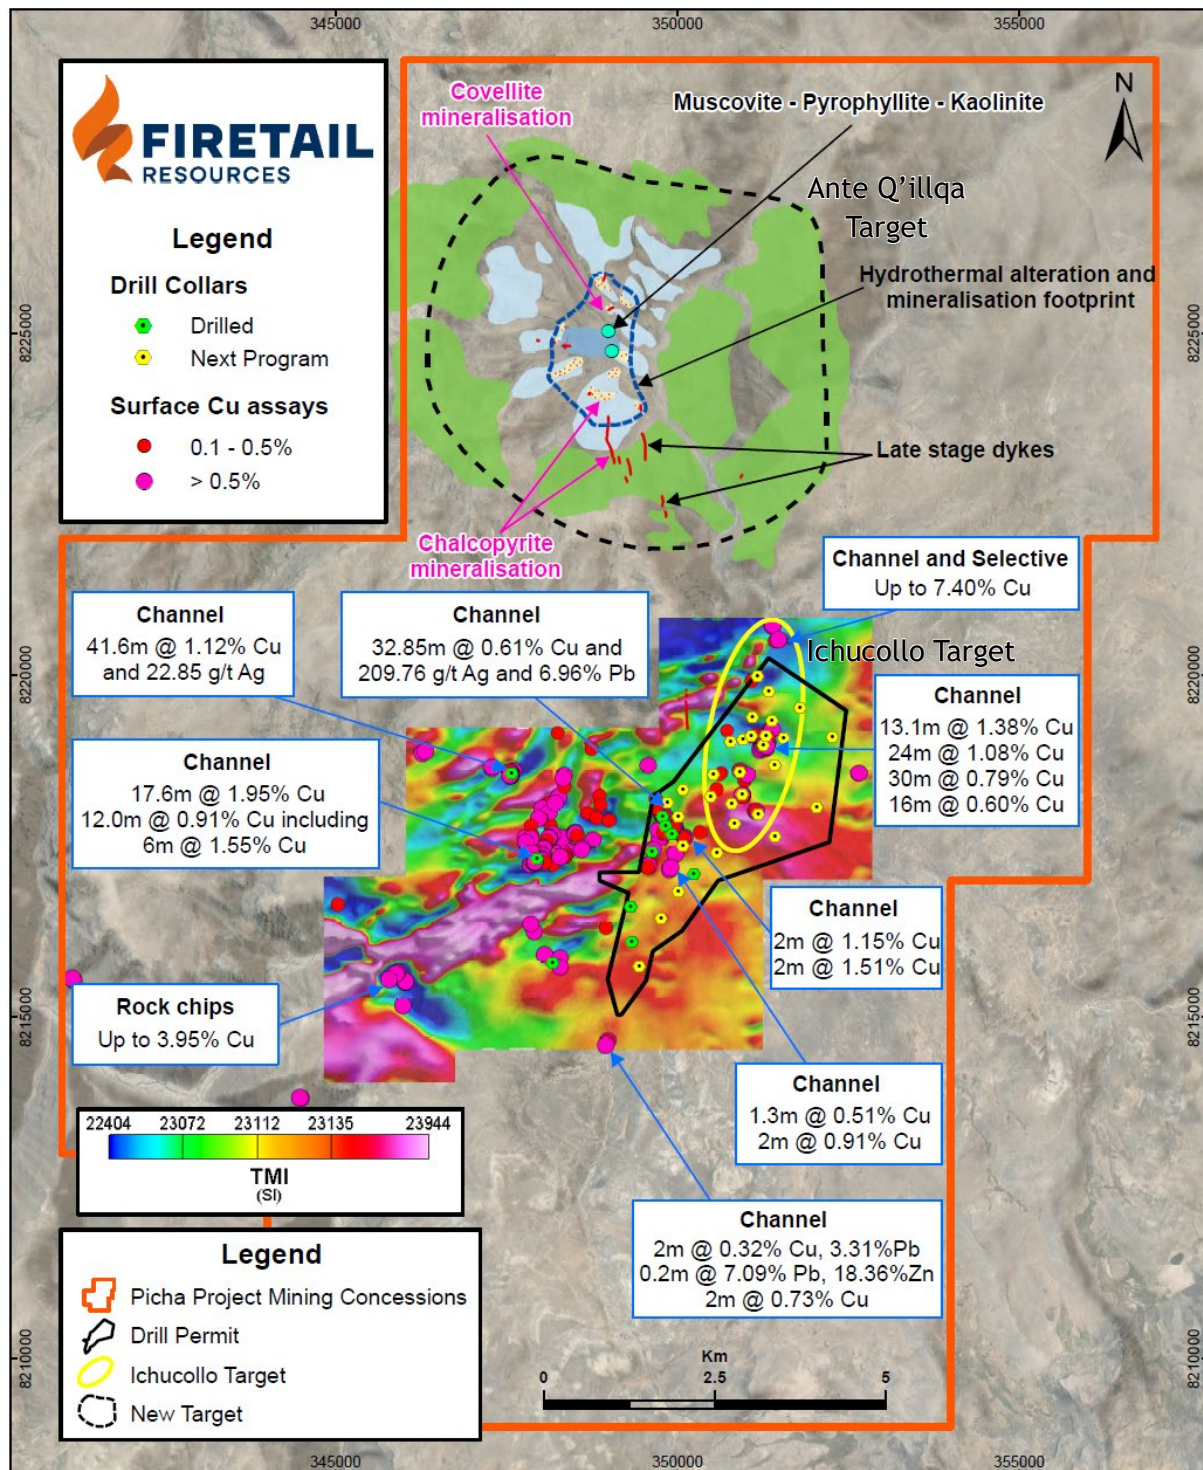 345000
350000
355000
FIRETAIL
RESOURCES
Legend
Drill Collars
Drilled
Next Program
Surface Cu assays
0.1 - 0.5%
> 0.5%
Covellite
mineralisation
Muscovite - Pyrophyllite - Kaolinite
N
Ante Q’illqa
Target
Hydrothermal alteration and
mineralisation footprint
8225000
8225000
Late stage dykes
Chalcopyrite
mineralisation
Channel and Selective
Up to 7.40% Cu
Channel
41.6m @ 1.12% Cu
and 22.85 g/t Ag
Channel
32.85m @ 0.61% Cu and
209.76 g/t Ag and 6.96% Pb
Ichucollo Target
8220000
8220000
Channel
13.1m @ 1.38% Cu
24m @ 1.08% Cu
30m @ 0.79% Cu
16m @ 0.60% Cu
Channel
17.6m @ 1.95% Cu
12.0m @ 0.91% Cu including
6m @ 1.55% Cu
Channel
2m @ 1.15% Cu
2m @ 1.51% Cu
Rock chips
Up to 3.95% Cu
8215000
8215000
Channel
1.3m @ 0.51% Cu
2m @ 0.91% Cu
22404 23072 23112 23135 23944
TMI
(SI)
Channel
2m @ 0.32% Cu, 3.31%Pb
0.2m @ 7.09% Pb, 18.36%Zn
2m @ 0.73% Cu
Legend
Picha Project Mining Concessions
Drill Permit
Ichucollo Target
New Target
Km
0 2.5 5
8210000
8210000
345000
350000
355000